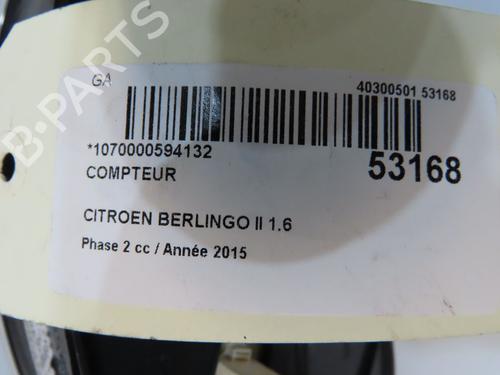 GA
40300501 53168
*1070000594132
53168
COMPTEUR
CITROEN BERLINGO II 1.6
Phase 2 cc / Année 2015
B-PARTS